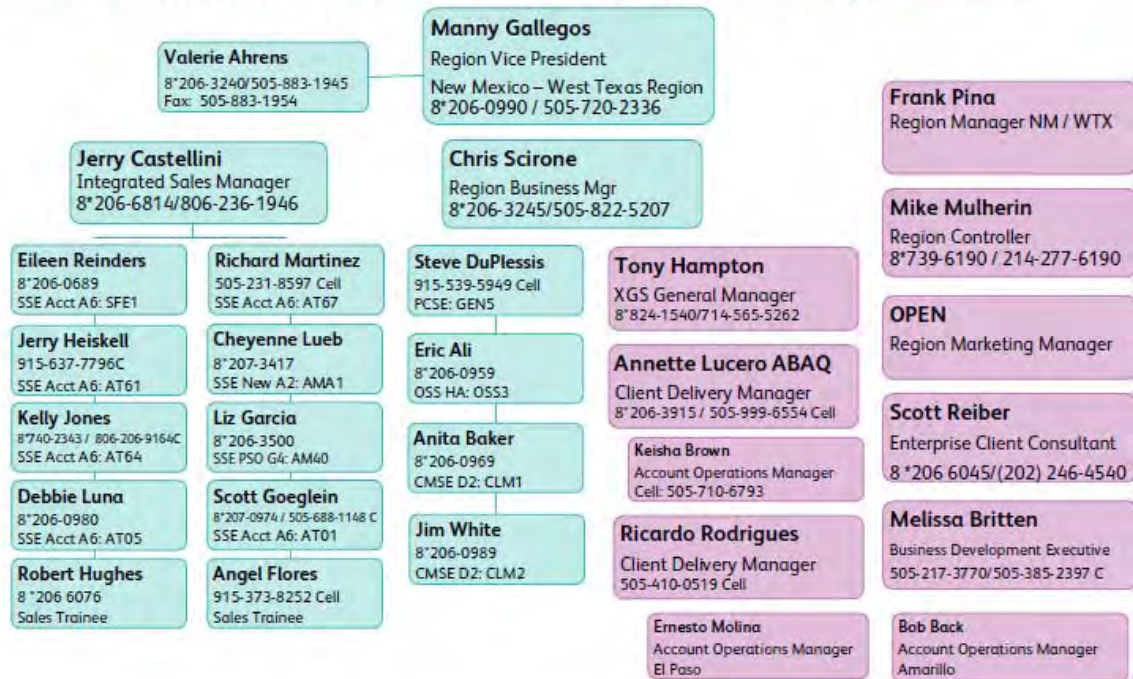 Manny Gallegos
Region Vice President
New Mexico – West Texas Region
8*206-0990 / 505-720-2336
Valerie Ahrens
8*206-3240/505-883-1945
Fax: 505-883-1954
Jerry Castellini
Integrated Sales Manager
8*206-6814/806-236-1946
Chris Scirone
Region Business Mgr
8*206-3245/505-822-5207
Eileen Reinders
8*206-0689
SSE Acct A6: SFE1
Jerry Heiskell
915-637-7796C
SSE Acct A6: AT61
Kelly Jones
8*740-2343 / 806-206-9164C
SSE Acct A6: AT64
Debbie Luna
8*206-0980
SSE Acct A6: AT05
Robert Hughes
8 *206 6076
Sales Trainee
Richard Martinez
505-231-8597 Cell
SSE Acct A6: AT67
Cheyenne Lueb
8*207-3417
SSE New A2: AMA1
Liz Garcia
8*206-3500
SSE PSO G4: AM40
Scott Goeglein
8*207-0974 / 505-688-1148 C
SSE Acct A6: AT01
Angel Flores
915-373-8252 Cell
Sales Trainee
Steve DuPlessis
915-539-5949 Cell
PCSE: GEN5
Eric Ali
8*206-0959
OSS HA: OSS3
Anita Baker
8*206-0969
CMSE D2: CLM1
Jim White
8*206-0989
CMSE D2: CLM2
Tony Hampton
XGS General Manager
8*824-1540/714-565-5262
Annette Lucero ABAQ
Client Delivery Manager
8*206-3915 / 505-999-6554 Cell
Keisha Brown
Account Operations Manager
Cell: 505-710-6793
Ricardo Rodrigues
Client Delivery Manager
505-410-0519 Cell
Ernesto Molina
Account Operations Manager
El Paso
Frank Pina
Region Manager NM / WTX
Mike Mulherin
Region Controller
8*739-6190 / 214-277-6190
OPEN
Region Marketing Manager
Scott Reiber
Enterprise Client Consultant
8 *206 6045/(202) 246-4540
Melissa Britten
Business Development Executive
505-217-3770/505-385-2397 C
Bob Back
Account Operations Manager
Amarillo